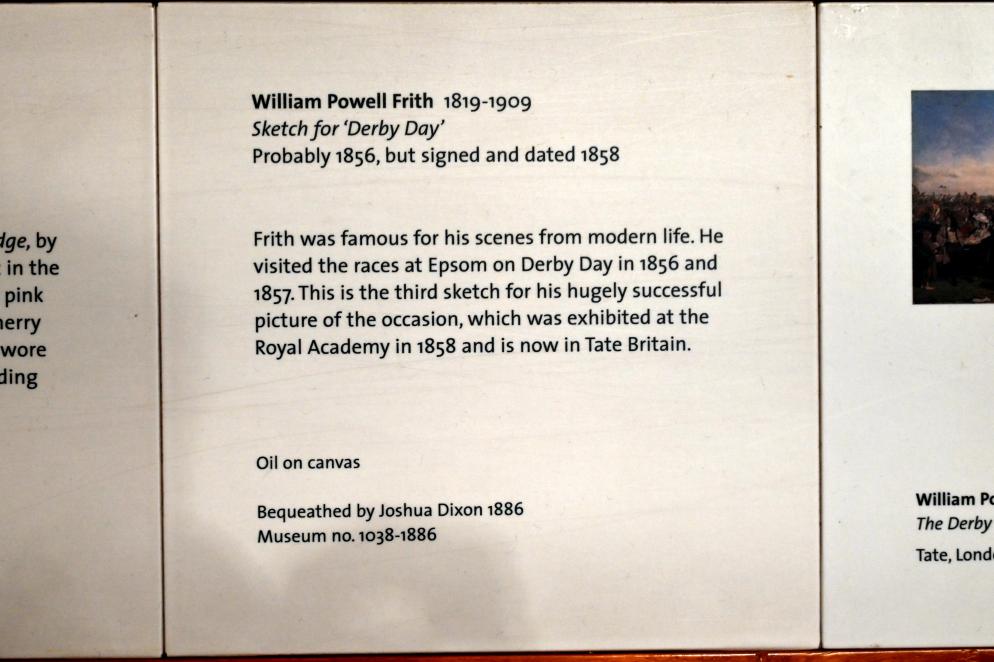 dge, by
in the
pink
wore
William Powell Frith 1819-1909
Sketch for ‘Derby Day’
Probably 1856, but signed and dated 1858
Frith was famous for his scenes from modern life. He
visited the races at Epsom on Derby Day in 1856 and
1857. This is the third sketch for his hugely successful
picture of the occasion, which was exhibited at the
Royal Academy in 1858 and is now in Tate Britain.
Oil on canvas
Bequeathed by Joshua Dixon 1886
Museum no. 1038-1886
William Po
The Derby
Tate, Lond